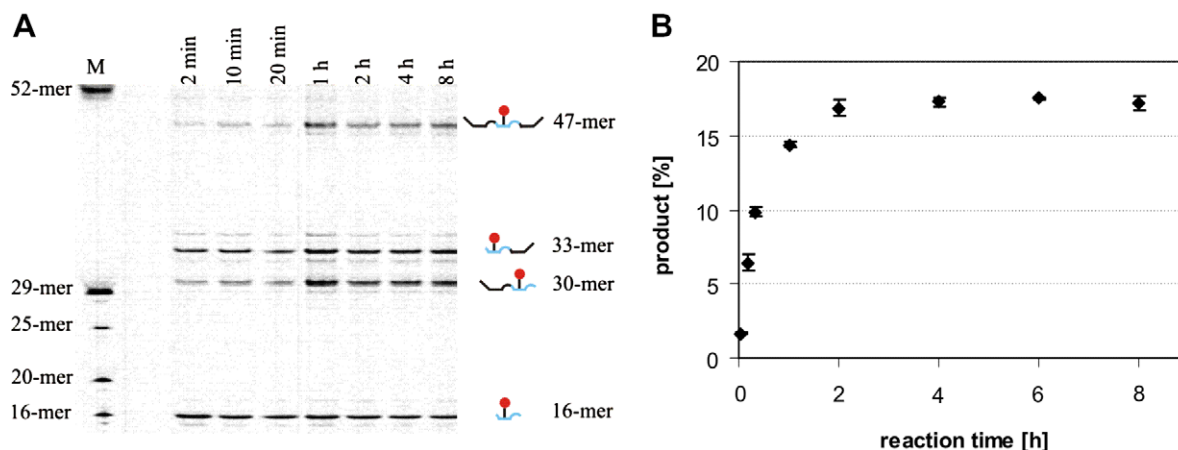 A
M
2 min
10 min
20 min
1 h
2 h
4 h
8 h
52-mer
29-mer
25-mer
20-mer
16-mer
47-mer
33-mer
30-mer
16-mer
B
20
15
10
5
0
product [%]
0 2 4 6 8
reaction time [h]